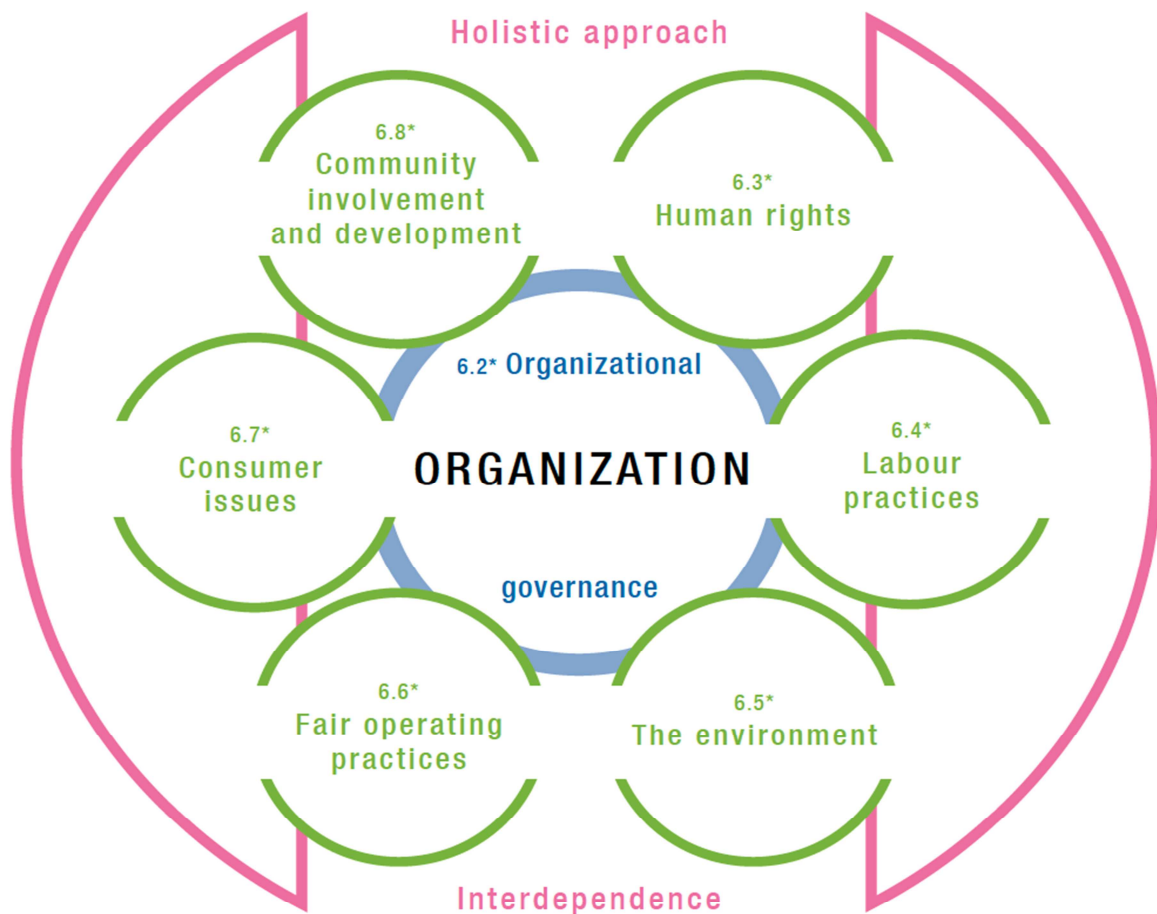 Holistic approach
6.8*
Community
involvement
and development
6.3*
Human rights
6.2* Organizational
ORGANIZATION
governance
6.7*
Consumer
issues
6.4*
Labour
practices
6.6*
Fair operating
practices
6.5*
The environment
Interdependence